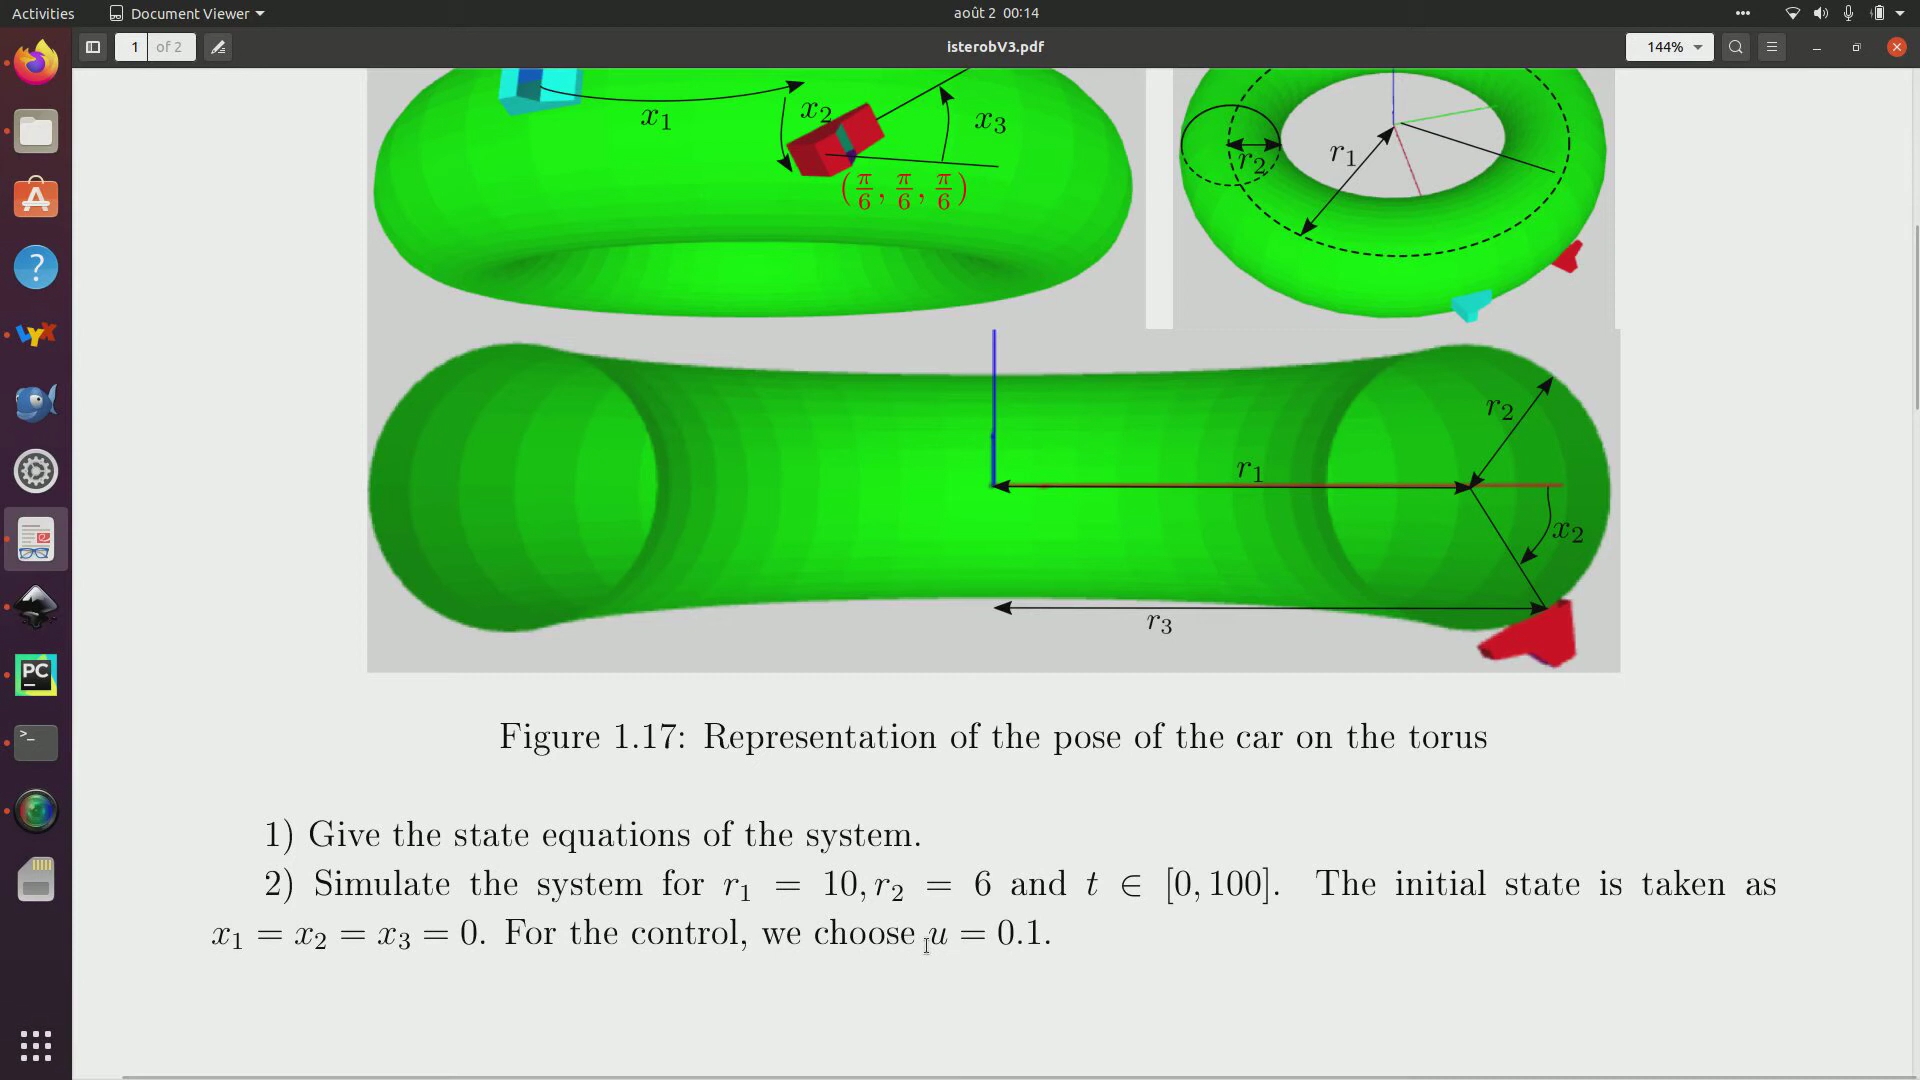 Activities
Document Viewer
août 2 00:14
1
of 2
isterobV3.pdf
144%
x₁
x₂
x₃
(π/6, π/6, π/6)
r₂
r₁
r₂
r₁
x₂
r₃
Figure 1.17: Representation of the pose of the car on the torus
1) Give the state equations of the system.
2) Simulate the system for r₁ = 10, r₂ = 6 and t ∈ [0, 100]. The initial state is taken as
x₁ = x₂ = x₃ = 0. For the control, we choose u = 0.1.
A
?
LYX
PC
>_